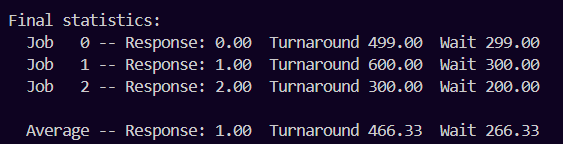 Final statistics:
  Job   0 -- Response: 0.00  Turnaround 499.00  Wait 299.00
  Job   1 -- Response: 1.00  Turnaround 600.00  Wait 300.00
  Job   2 -- Response: 2.00  Turnaround 300.00  Wait 200.00

  Average -- Response: 1.00  Turnaround 466.33  Wait 266.33